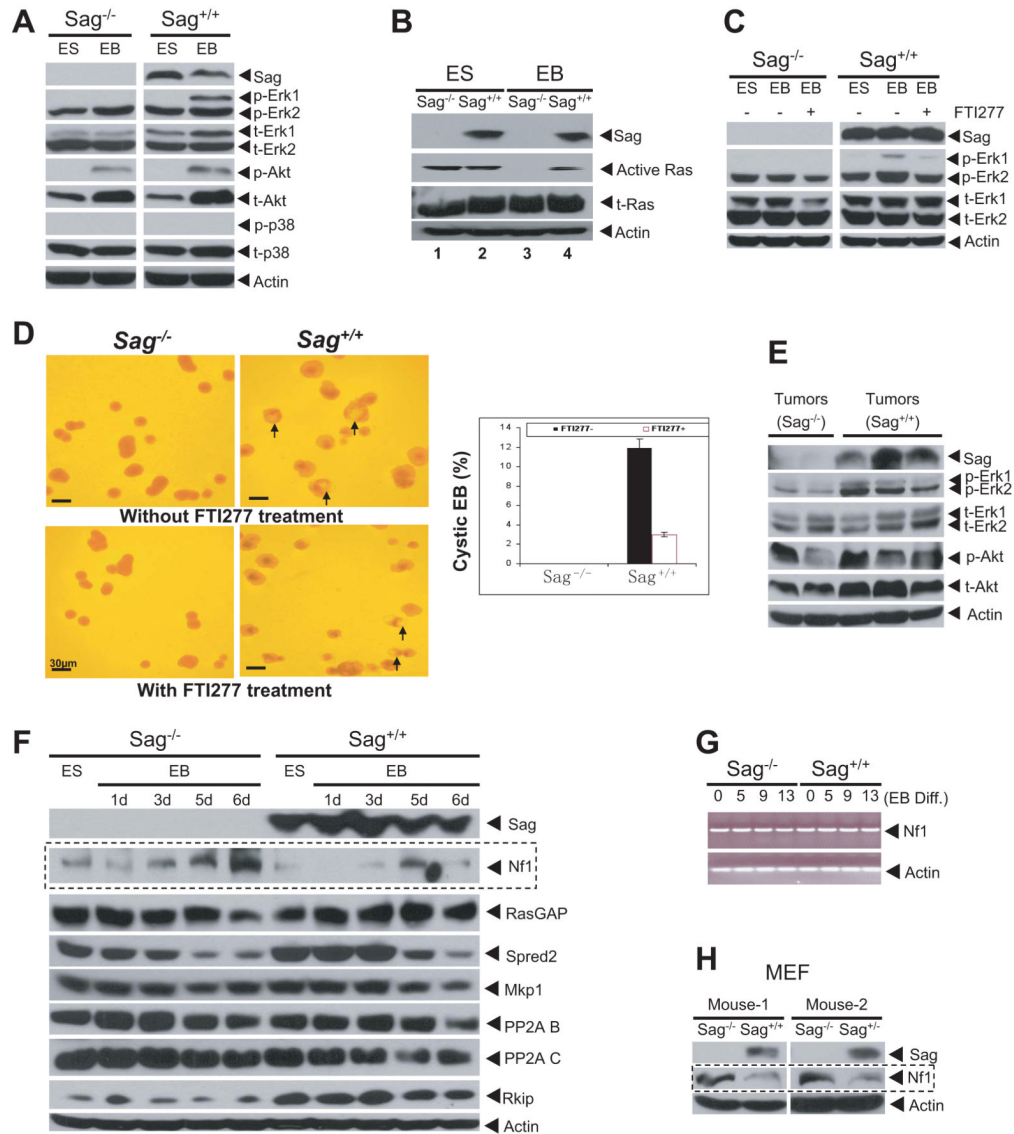 A
Sag-/- Sag+/+
ES EB ES EB
Sag
p-Erk1
p-Erk2
t-Erk1
t-Erk2
p-Akt
t-Akt
p-p38
t-p38
Actin
B
ES EB
Sag-/- Sag+/+ Sag-/- Sag+/+
Sag
Active Ras
t-Ras
Actin
1 2 3 4
C
Sag-/- Sag+/+
ES EB EB ES EB EB
- - + - - + FTI277
Sag
p-Erk1
p-Erk2
t-Erk1
t-Erk2
Actin
D
Sag-/- Sag+/+
Without FTI277 treatment
30μm
With FTI277 treatment
Cystic EB (%)
FTI277- FTI277+
14
12
10
8
6
4
2
0
Sag-/- Sag+/+
E
Tumors (Sag-/-) Tumors (Sag+/+)
Sag
p-Erk1
p-Erk2
t-Erk1
t-Erk2
p-Akt
t-Akt
Actin
F
Sag-/- Sag+/+
ES EB ES EB
1d 3d 5d 6d 1d 3d 5d 6d
Sag
Nf1
RasGAP
Spred2
Mkp1
PP2A B
PP2A C
Rkip
Actin
G
Sag-/- Sag+/+
0 5 9 13 0 5 9 13 (EB Diff.)
Nf1
Actin
H
MEF
Mouse-1 Mouse-2
Sag-/- Sag+/+ Sag-/- Sag+/-
Sag
Nf1
Actin